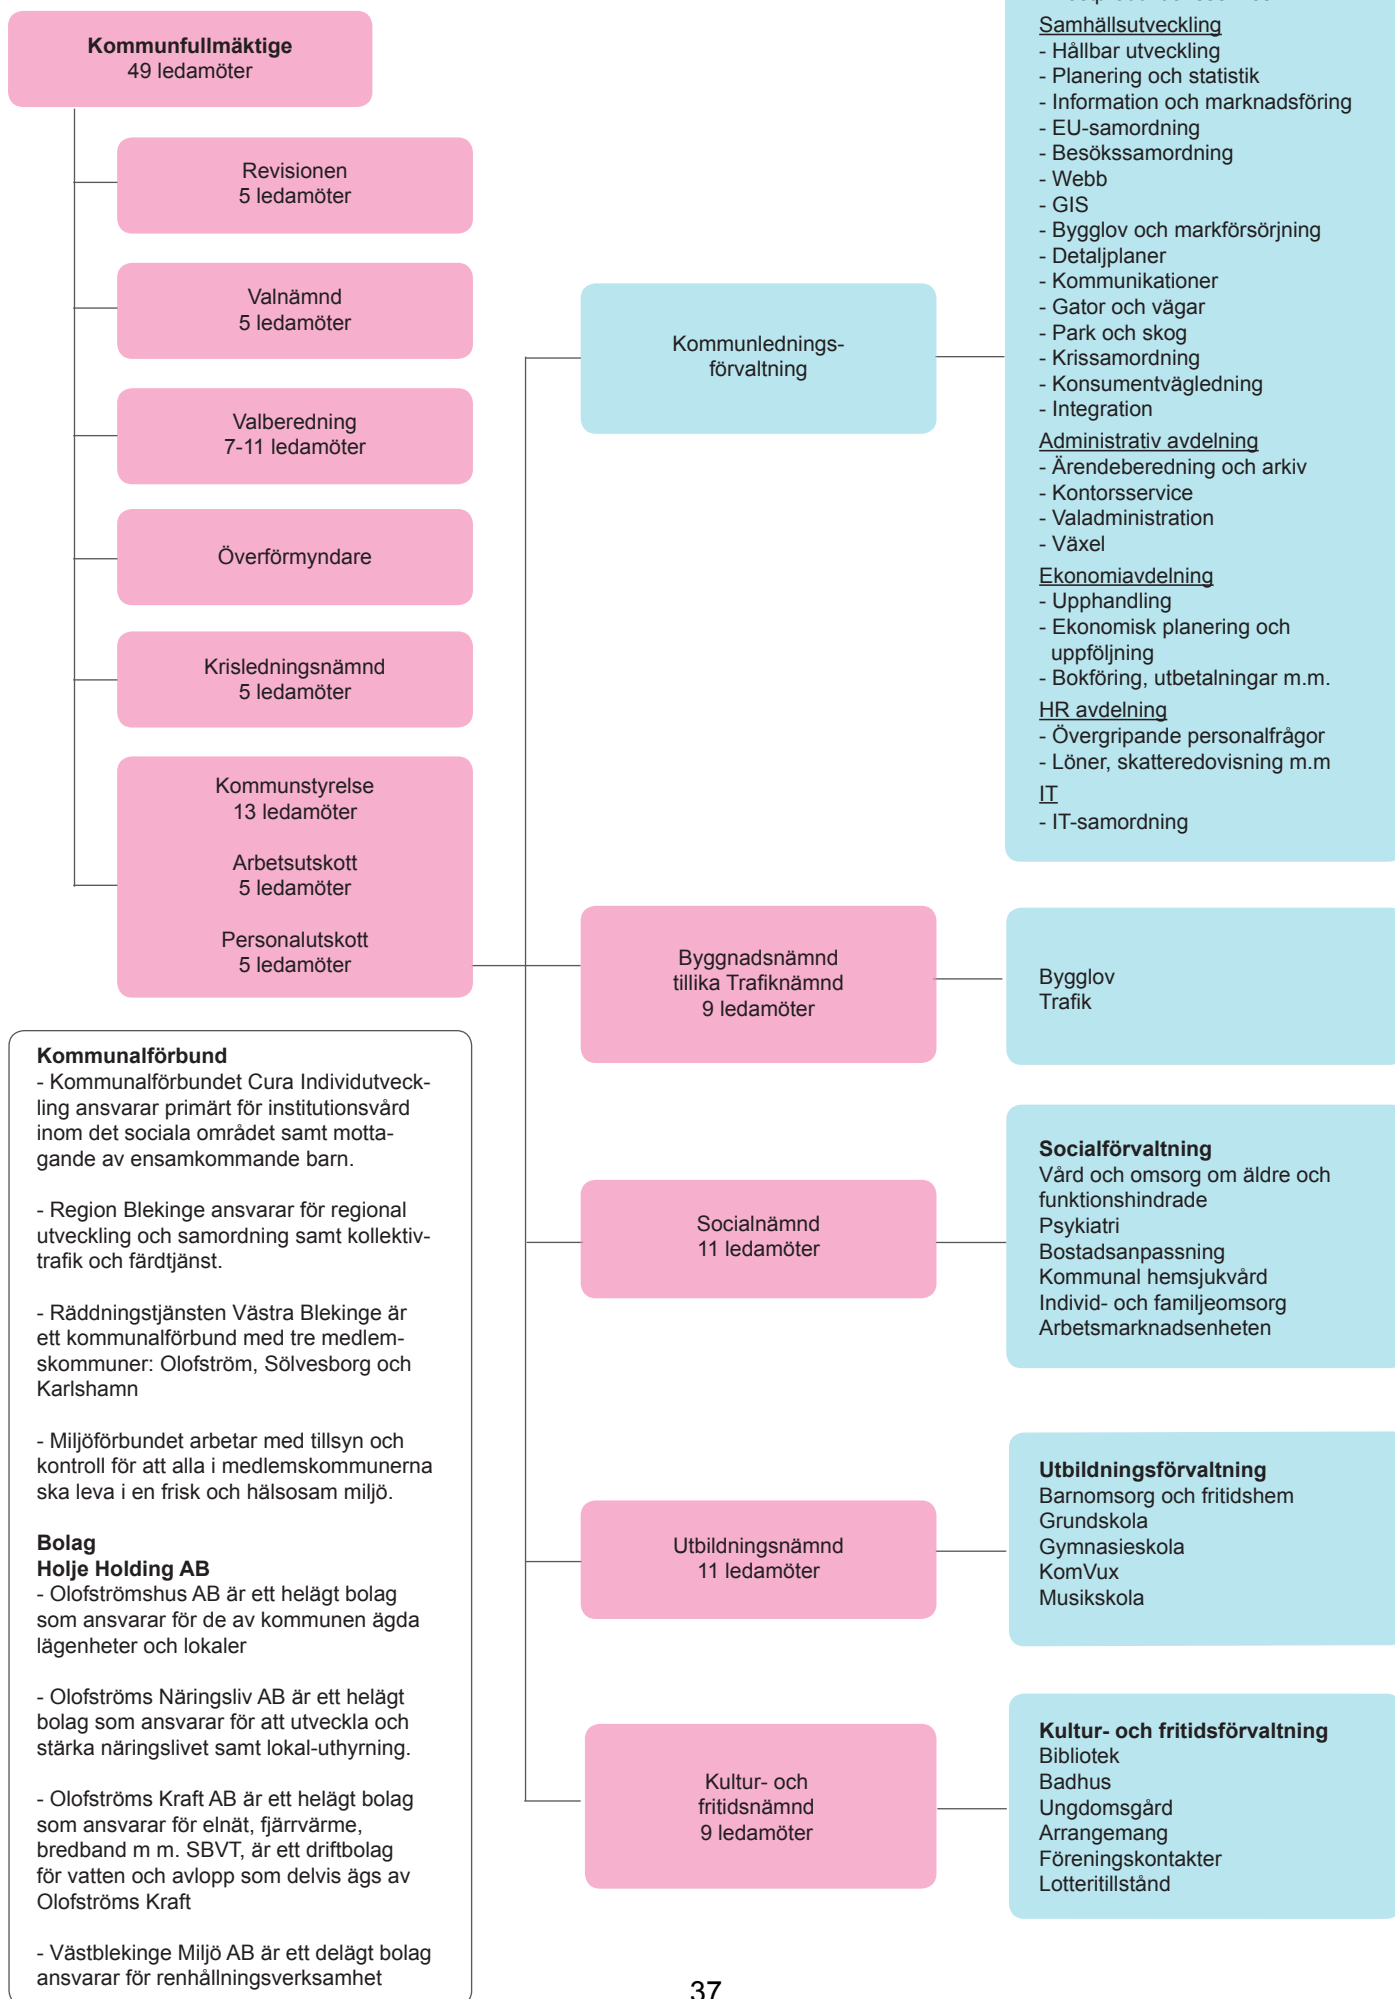 Kommunfullmäktige
49 ledamöter
Revisionen
5 ledamöter
Valnämnd
5 ledamöter
Valberedning
7-11 ledamöter
Överförmyndare
Krisledningsnämnd
5 ledamöter
Kommunstyrelse
13 ledamöter
Arbetsutskott
5 ledamöter
Personalutskott
5 ledamöter
Kommunlednings-
förvaltning
Samhällsutveckling
- Hållbar utveckling
- Planering och statistik
- Information och marknadsföring
- EU-samordning
- Besökssamordning
- Webb
- GIS
- Bygglov och markförsörjning
- Detaljplaner
- Kommunikationer
- Gator och vägar
- Park och skog
- Krissamordning
- Konsumentvägledning
- Integration
Administrativ avdelning
- Ärendeberedning och arkiv
- Kontorsservice
- Valadministration
- Växel
Ekonomiavdelning
- Upphandling
- Ekonomisk planering och
uppföljning
- Bokföring, utbetalningar m.m.
HR avdelning
- Övergripande personalfrågor
- Löner, skatteredovisning m.m
IT
- IT-samordning
Byggnadsnämnd
tillika Trafiknämnd
9 ledamöter
Bygglov
Trafik
Socialnämnd
11 ledamöter
Socialförvaltning
Vård och omsorg om äldre och
funktionshindrade
Psykiatri
Bostadsanpassning
Kommunal hemsjukvård
Individ- och familjeomsorg
Arbetsmarknadsenheten
Utbildningsnämnd
11 ledamöter
Utbildningsförvaltning
Barnomsorg och fritidshem
Grundskola
Gymnasieskola
KomVux
Musikskola
Kultur- och
fritidsnämnd
9 ledamöter
Kultur- och fritidsförvaltning
Bibliotek
Badhus
Ungdomsgård
Arrangemang
Föreningskontakter
Lotteritillstånd
Kommunalförbund
- Kommunalförbundet Cura Individutveck-
ling ansvarar primärt för institutionsvård
inom det sociala området samt motta-
gande av ensamkommande barn.
- Region Blekinge ansvarar för regional
utveckling och samordning samt kollektiv-
trafik och färdtjänst.
- Räddningstjänsten Västra Blekinge är
ett kommunalförbund med tre medlem-
skommuner: Olofström, Sölvesborg och
Karlshamn
- Miljöförbundet arbetar med tillsyn och
kontroll för att alla i medlemskommunerna
ska leva i en frisk och hälsosam miljö.
Bolag
Holje Holding AB
- Olofströmshus AB är ett helägt bolag
som ansvarar för de av kommunen ägda
lägenheter och lokaler
- Olofströms Näringsliv AB är ett helägt
bolag som ansvarar för att utveckla och
stärka näringslivet samt lokal-uthyrning.
- Olofströms Kraft AB är ett helägt bolag
som ansvarar för elnät, fjärrvärme,
bredband m m. SBVT, är ett driftbolag
för vatten och avlopp som delvis ägs av
Olofströms Kraft
- Västblekinge Miljö AB är ett delägt bolag
ansvarar för renhållningsverksamhet
37